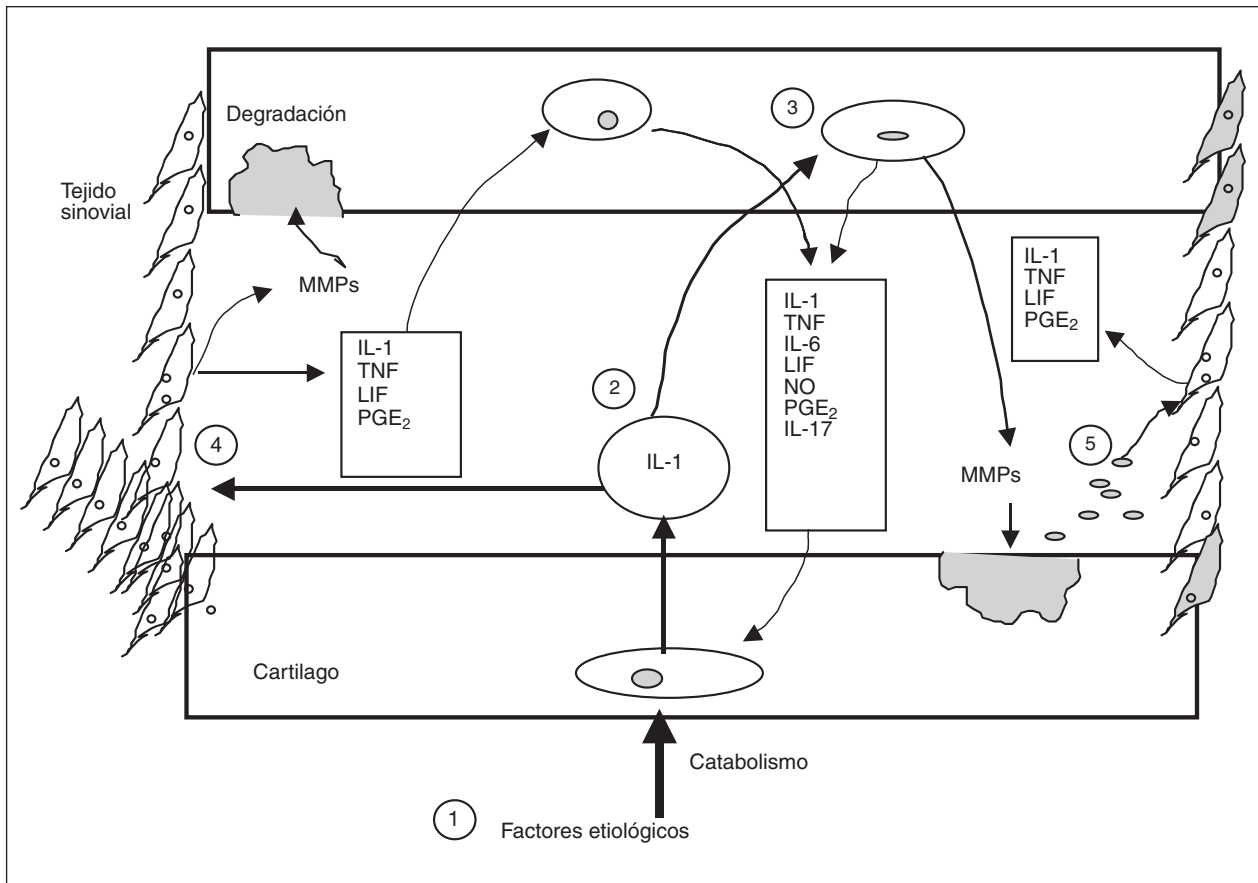 Degradación
3
Tejido
sinovial
MMPs
IL-1
TNF
LIF
PGE₂
IL-1
TNF
IL-6
LIF
NO
PGE₂
IL-17
IL-1
TNF
LIF
PGE₂
2
4
IL-1
5
MMPs
Cartilago
Catabolismo
1
Factores etiológicos